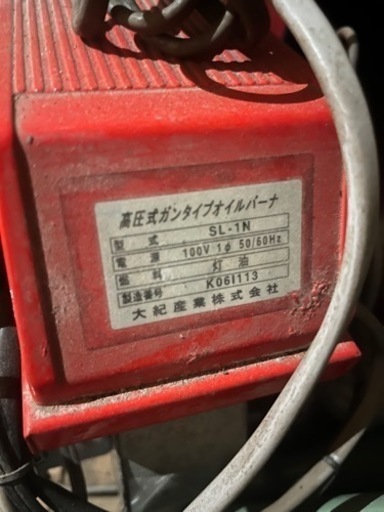 高圧式ガンタイプオイルバーナ
型式 SL-1N
電源 100V 1φ 50/60Hz
燃料 灯油
製造番号 K06I113
大紀産業株式会社